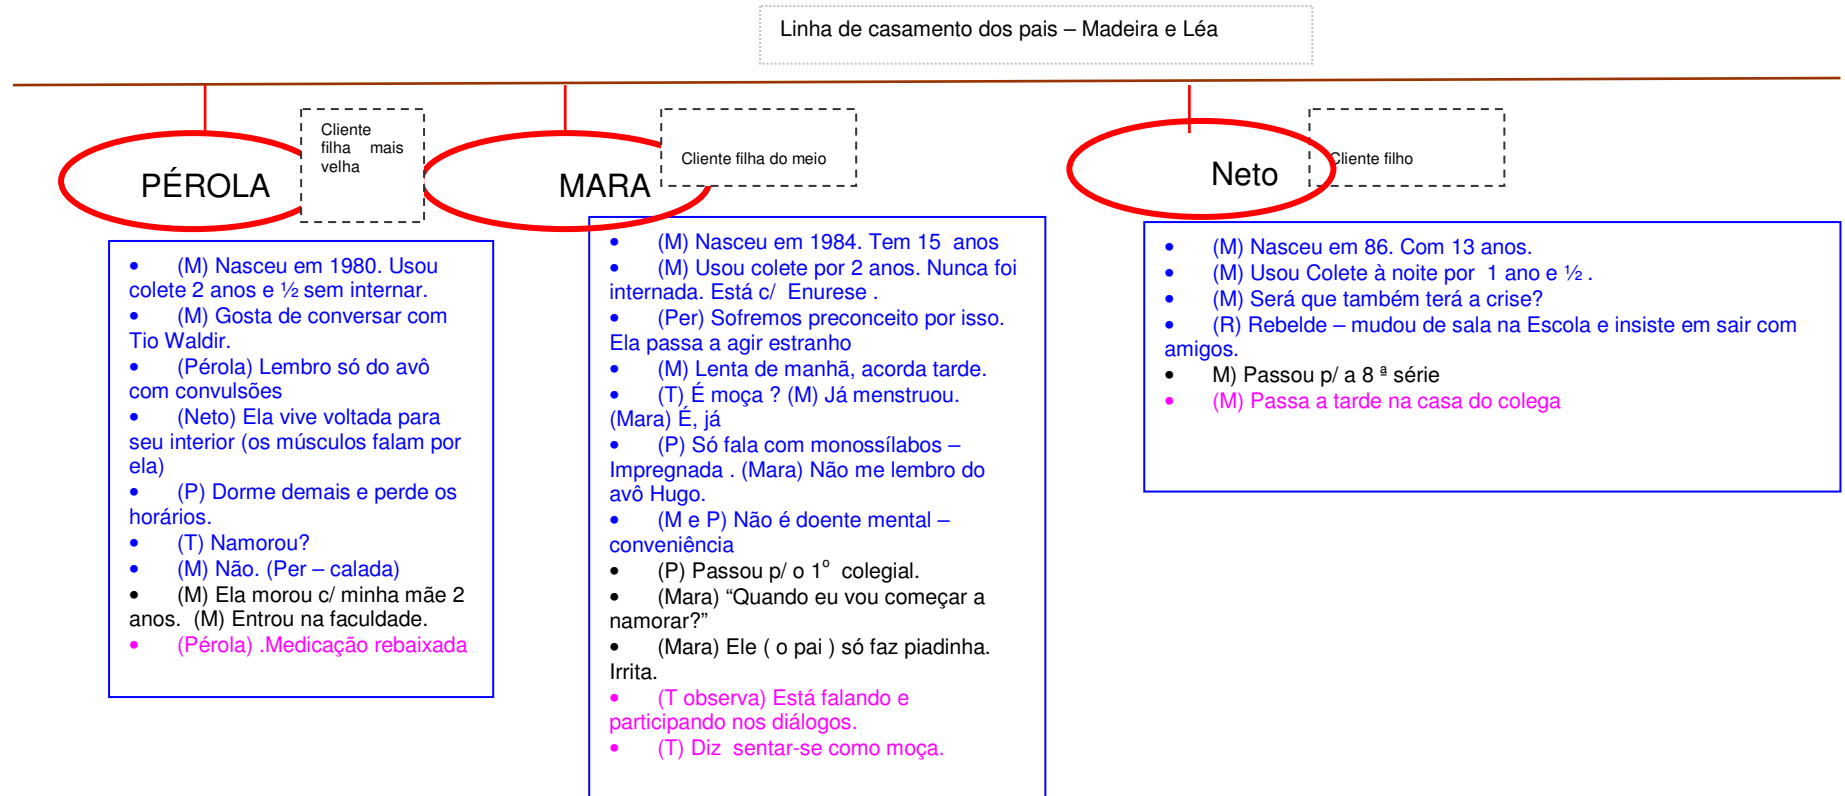 Linha de casamento dos pais – Madeira e Léa
PÉROLA
Cliente
filha mais
velha
MARA
Cliente filha do meio
Neto
Cliente filho
• (M) Nasceu em 1980. Usou
colete 2 anos e ½ sem internar.
• (M) Gosta de conversar com
Tio Waldir.
• (Pérola) Lembro só do avô
com convulsões
• (Neto) Ela vive voltada para
seu interior (os músculos falam por
ela)
• (P) Dorme demais e perde os
horários.
• (T) Namorou?
• (M) Não. (Per – calada)
• (M) Ela morou c/ minha mãe 2
anos. (M) Entrou na faculdade.
• (Pérola) .Medicação rebaixada
• (M) Nasceu em 1984. Tem 15 anos
• (M) Usou colete por 2 anos. Nunca foi
internada. Está c/ Enurese .
• (Per) Sofremos preconceito por isso.
Ela passa a agir estranho
• (M) Lenta de manhã, acorda tarde.
• (T) É moça ? (M) Já menstruou.
(Mara) É, já
• (P) Só fala com monossílabos –
Impregnada . (Mara) Não me lembro do
avô Hugo.
• (M e P) Não é doente mental –
conveniência
• (P) Passou p/ o 1º colegial.
• (Mara) “Quando eu vou começar a
namorar?”
• (Mara) Ele ( o pai ) só faz piadinha.
Irrita.
• (T observa) Está falando e
participando nos diálogos.
• (T) Diz sentar-se como moça.
• (M) Nasceu em 86. Com 13 anos.
• (M) Usou Colete à noite por 1 ano e ½ .
• (M) Será que também terá a crise?
• (R) Rebelde – mudou de sala na Escola e insiste em sair com
amigos.
• M) Passou p/ a 8 ª série
• (M) Passa a tarde na casa do colega